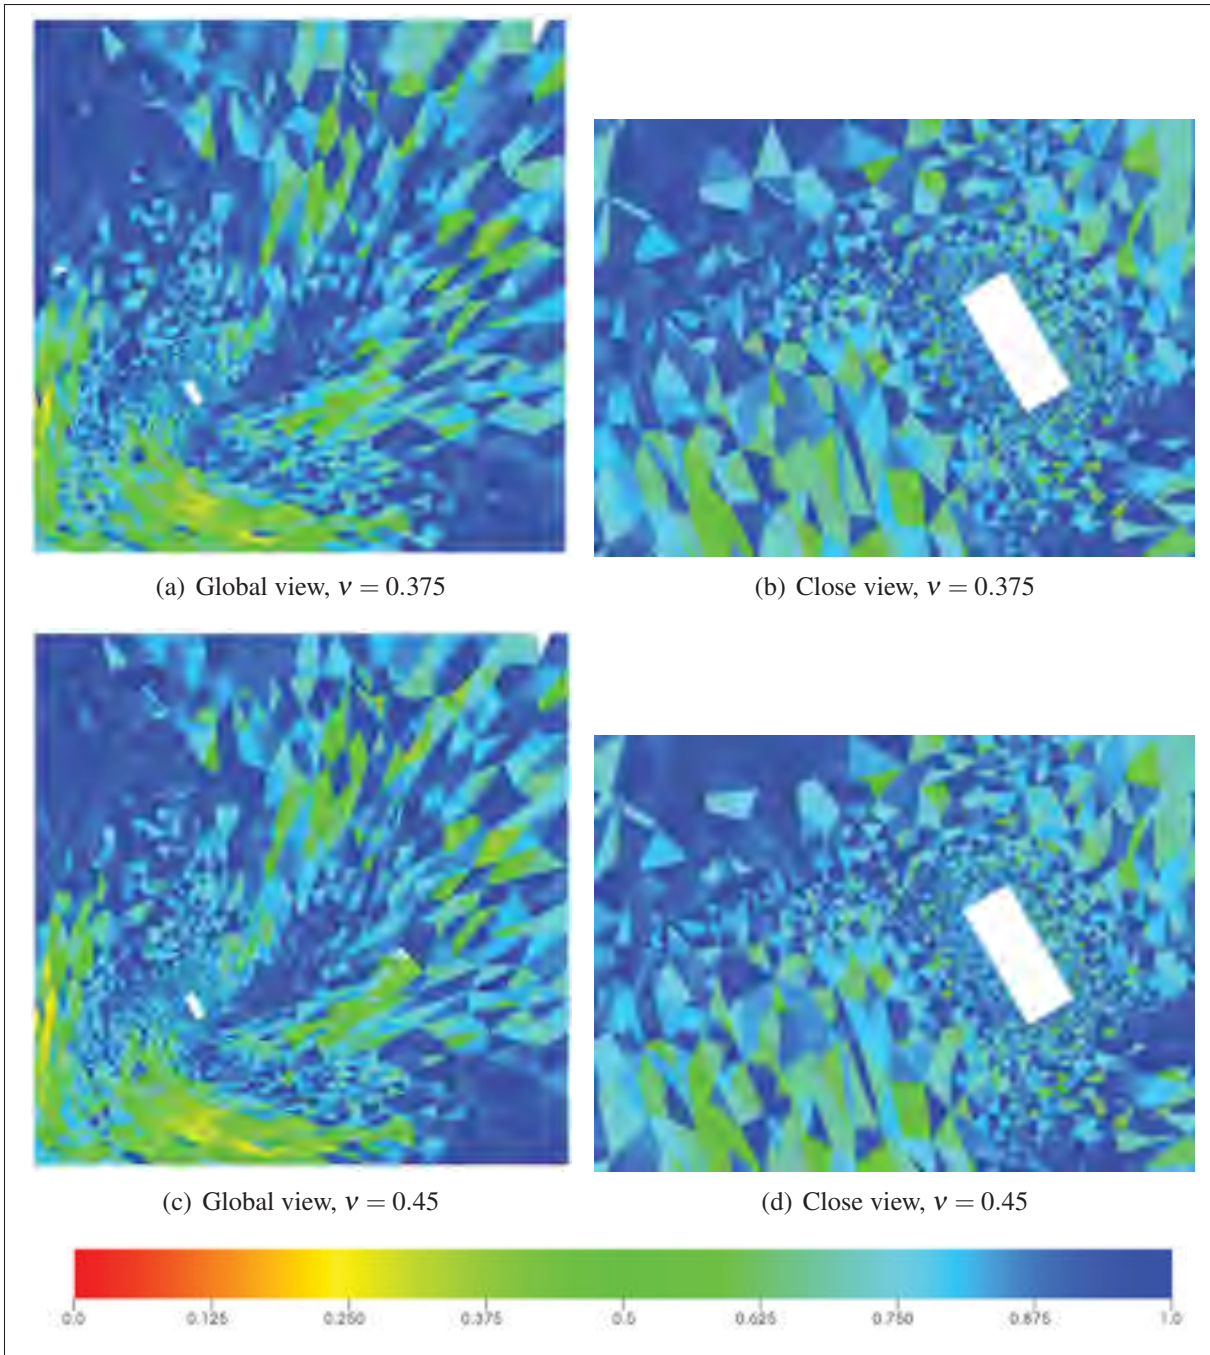 (a) Global view, ν = 0.375
(b) Close view, ν = 0.375
(c) Global view, ν = 0.45
(d) Close view, ν = 0.45
0.0 0.125 0.250 0.375 0.5 0.625 0.750 0.875 1.0